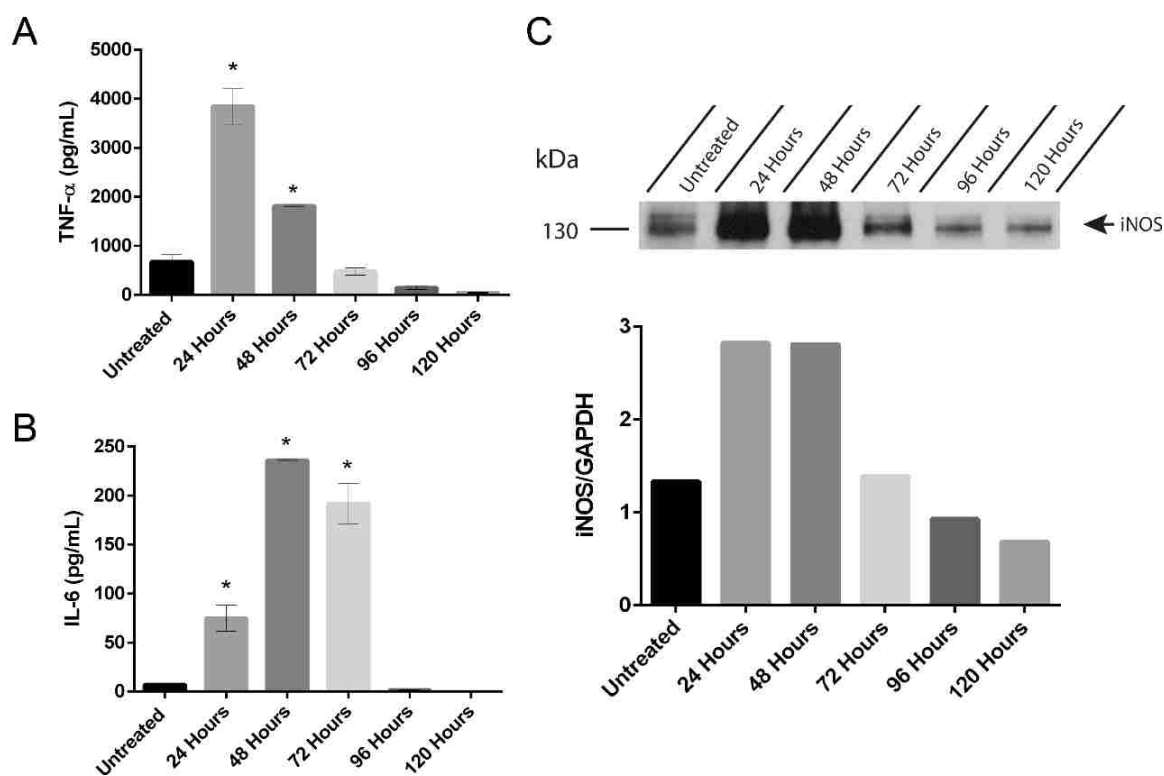 A
5000
4000
3000
2000
1000
0
TNF-α (pg/mL)
*
*
Untreated
24 Hours
48 Hours
72 Hours
96 Hours
120 Hours
B
250
200
150
100
50
0
IL-6 (pg/mL)
*
*
*
Untreated
24 Hours
48 Hours
72 Hours
96 Hours
120 Hours
C
kDa
Untreated
24 Hours
48 Hours
72 Hours
96 Hours
120 Hours
130
iNOS
3
2
1
0
iNOS/GAPDH
Untreated
24 Hours
48 Hours
72 Hours
96 Hours
120 Hours